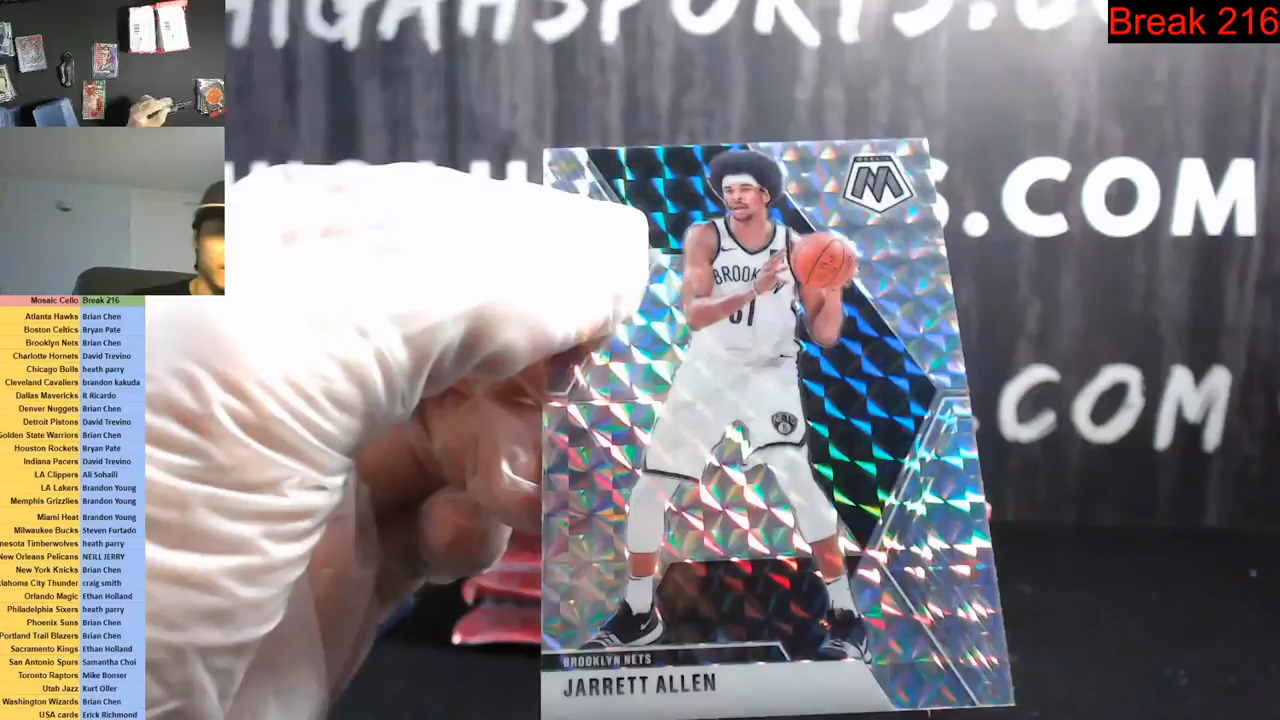 HIGAHSPORTS.
Break 216
.COM
COM
BROOK
31
NETS
BROOKLYN NETS
JARRETT ALLEN
Mosaic Cello Break 216
Atlanta Hawks Brian Chen
Boston Celtics Bryan Pate
Brooklyn Nets Brian Chen
Charlotte Hornets David Trevino
Chicago Bulls heath parry
Cleveland Cavaliers brandon kakuda
Dallas Mavericks R Ricardo
Denver Nuggets Brian Chen
Detroit Pistons David Trevino
Golden State Warriors Brian Chen
Houston Rockets Bryan Pate
Indiana Pacers David Trevino
LA Clippers Ali Sohaili
LA Lakers Brandon Young
Memphis Grizzlies Brandon Young
Miami Heat Brandon Young
Milwaukee Bucks Steven Furtado
nesota Timberwolves heath parry
New Orleans Pelicans NEILL JERRY
New York Knicks Brian Chen
klahoma City Thunder craig smith
Orlando Magic Ethan Holland
Philadelphia Sixers heath parry
Phoenix Suns Brian Chen
Portland Trail Blazers Brian Chen
Sacramento Kings Ethan Holland
San Antonio Spurs Samantha Choi
Toronto Raptors Mike Bonser
Utah Jazz Kurt Oller
Washington Wizards Brian Chen
USA cards Erick Richmond